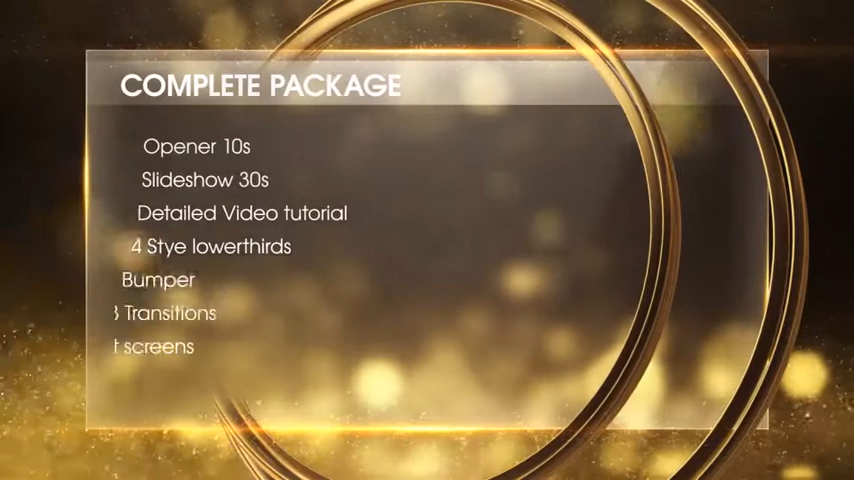 COMPLETE PACKAGE
Opener 10s
Slideshow 30s
Detailed Video tutorial
4 Stye lowerthirds
Bumper
Transitions
screens